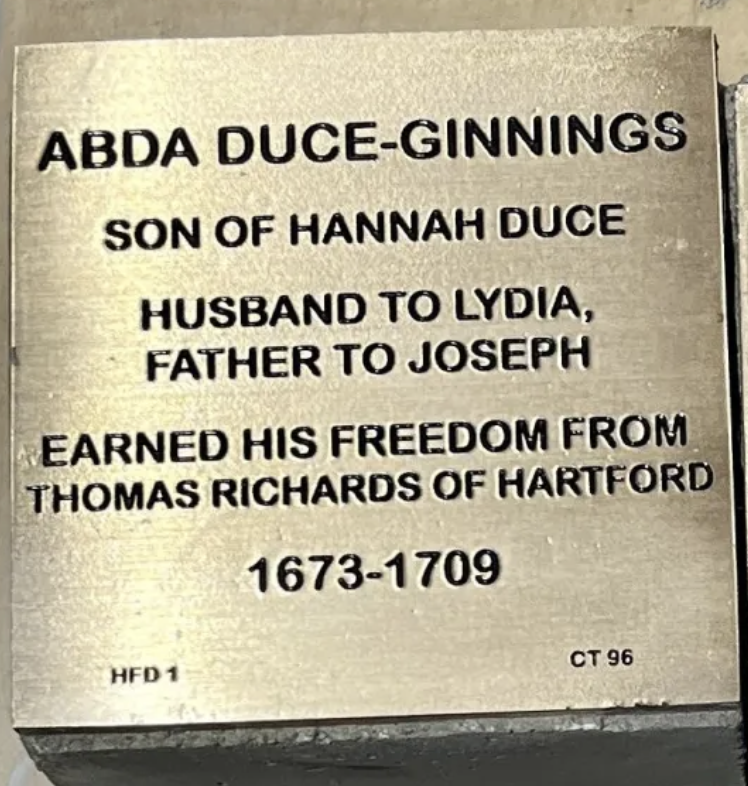 ABDA DUCE-GINNINGS
SON OF HANNAH DUCE
HUSBAND TO LYDIA,
FATHER TO JOSEPH
EARNED HIS FREEDOM FROM
THOMAS RICHARDS OF HARTFORD
1673-1709
HFD 1
CT 96